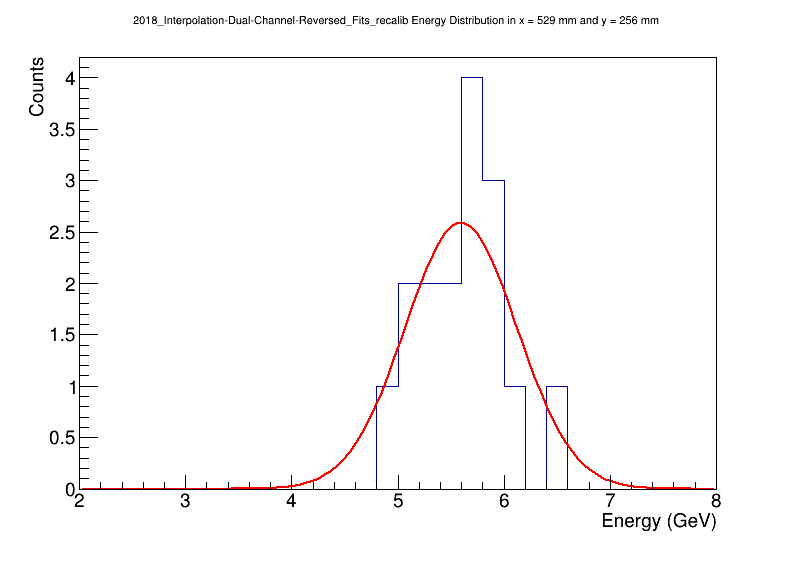 2018_Interpolation-Dual-Channel-Reversed_Fits_recalib Energy Distribution in x = 529 mm and y = 256 mm
Counts
4
3.5
3
2.5
2
1.5
1
0.5
0
2 3 4 5 6 7 8
Energy (GeV)